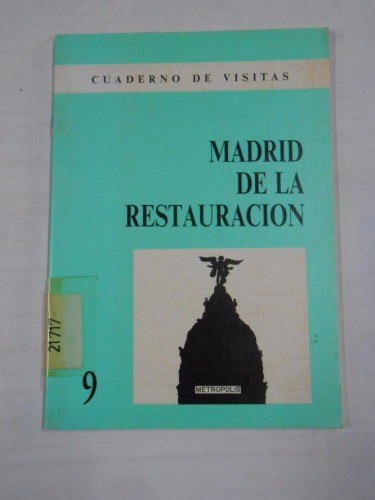 CUADERNO DE VISITAS
MADRID
DE LA
RESTAURACION
METROPOLIS
21717
9